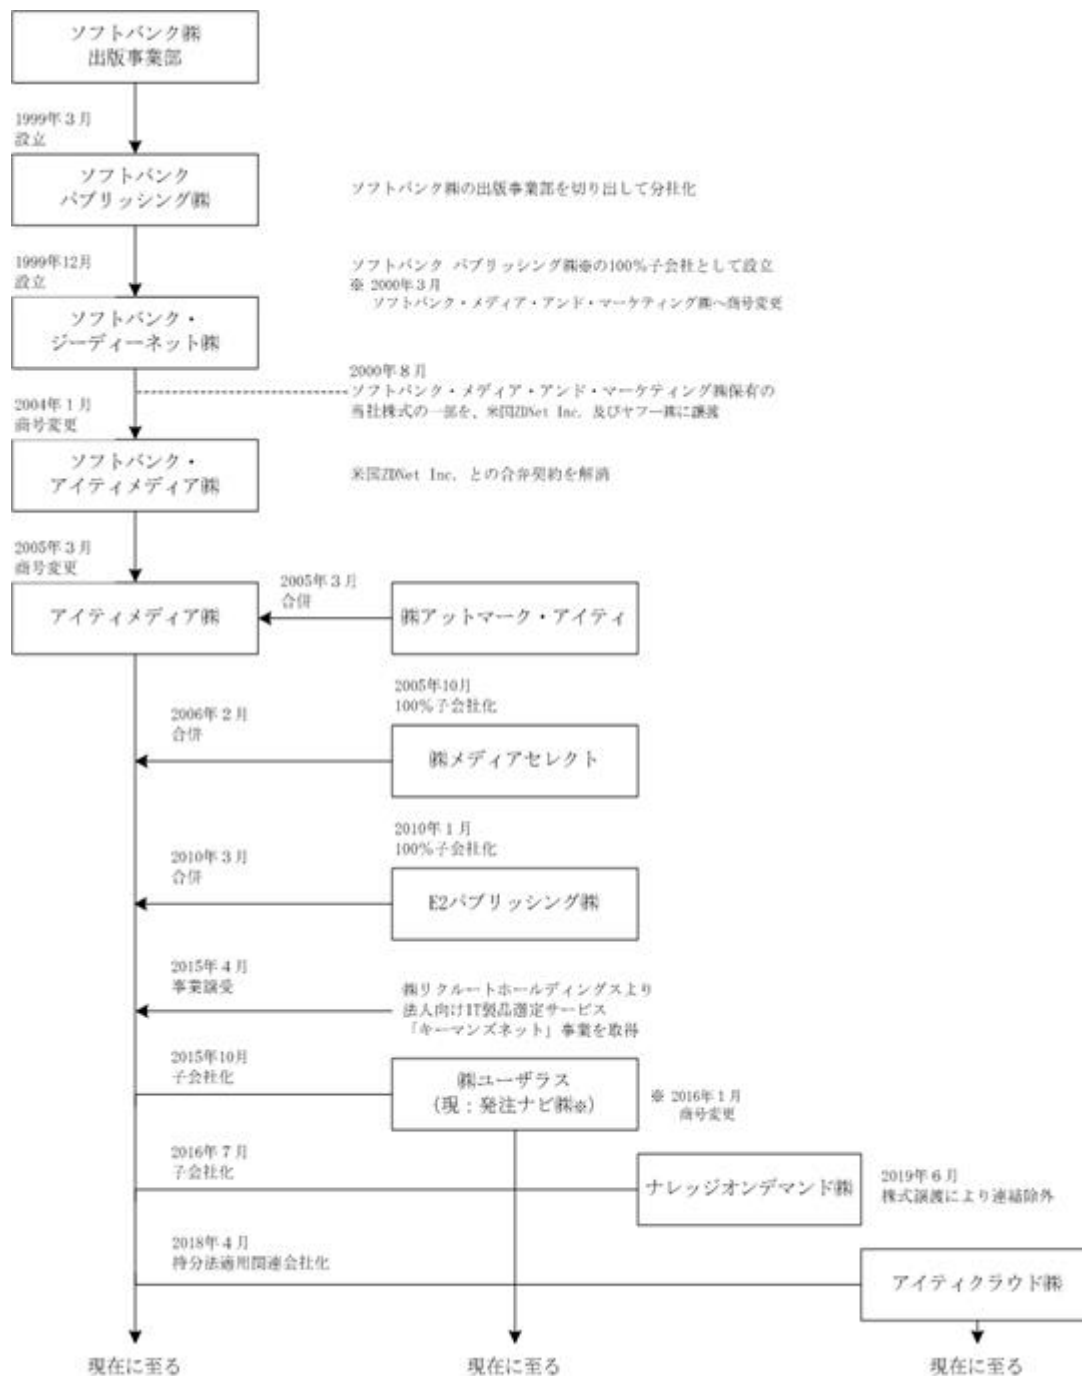 ソフトバンク㈱
出版事業部
1999年３月
設立
ソフトバンク
パブリッシング㈱
ソフトバンク㈱の出版事業部を切り出して分社化
1999年12月
設立
ソフトバンク パブリッシング㈱※の100％子会社として設立
※ 2000年３月
ソフトバンク・メディア・アンド・マーケティング㈱へ商号変更
ソフトバンク・
ジーディーネット㈱
2000年８月
ソフトバンク・メディア・アンド・マーケティング㈱保有の
当社株式の一部を、米国ZDNet Inc. 及びヤフー㈱に譲渡
2004年１月
商号変更
ソフトバンク・
アイティメディア㈱
米国ZDNet Inc. との合弁契約を解消
2005年３月
商号変更
アイティメディア㈱
2005年３月
合併
㈱アットマーク・アイティ
2005年10月
100％子会社化
2006年２月
合併
㈱メディアセレクト
2010年１月
100％子会社化
2010年３月
合併
E2パブリッシング㈱
2015年４月
事業譲受
㈱リクルートホールディングスより
法人向けIT製品選定サービス
「キーマンズネット」事業を取得
2015年10月
子会社化
㈱ユーザラス
(現：発注ナビ㈱※)
※ 2016年１月
商号変更
2016年７月
子会社化
ナレッジオンデマンド㈱
2019年６月
株式譲渡により連結除外
2018年４月
持分法適用関連会社化
アイティクラウド㈱
現在に至る
現在に至る
現在に至る